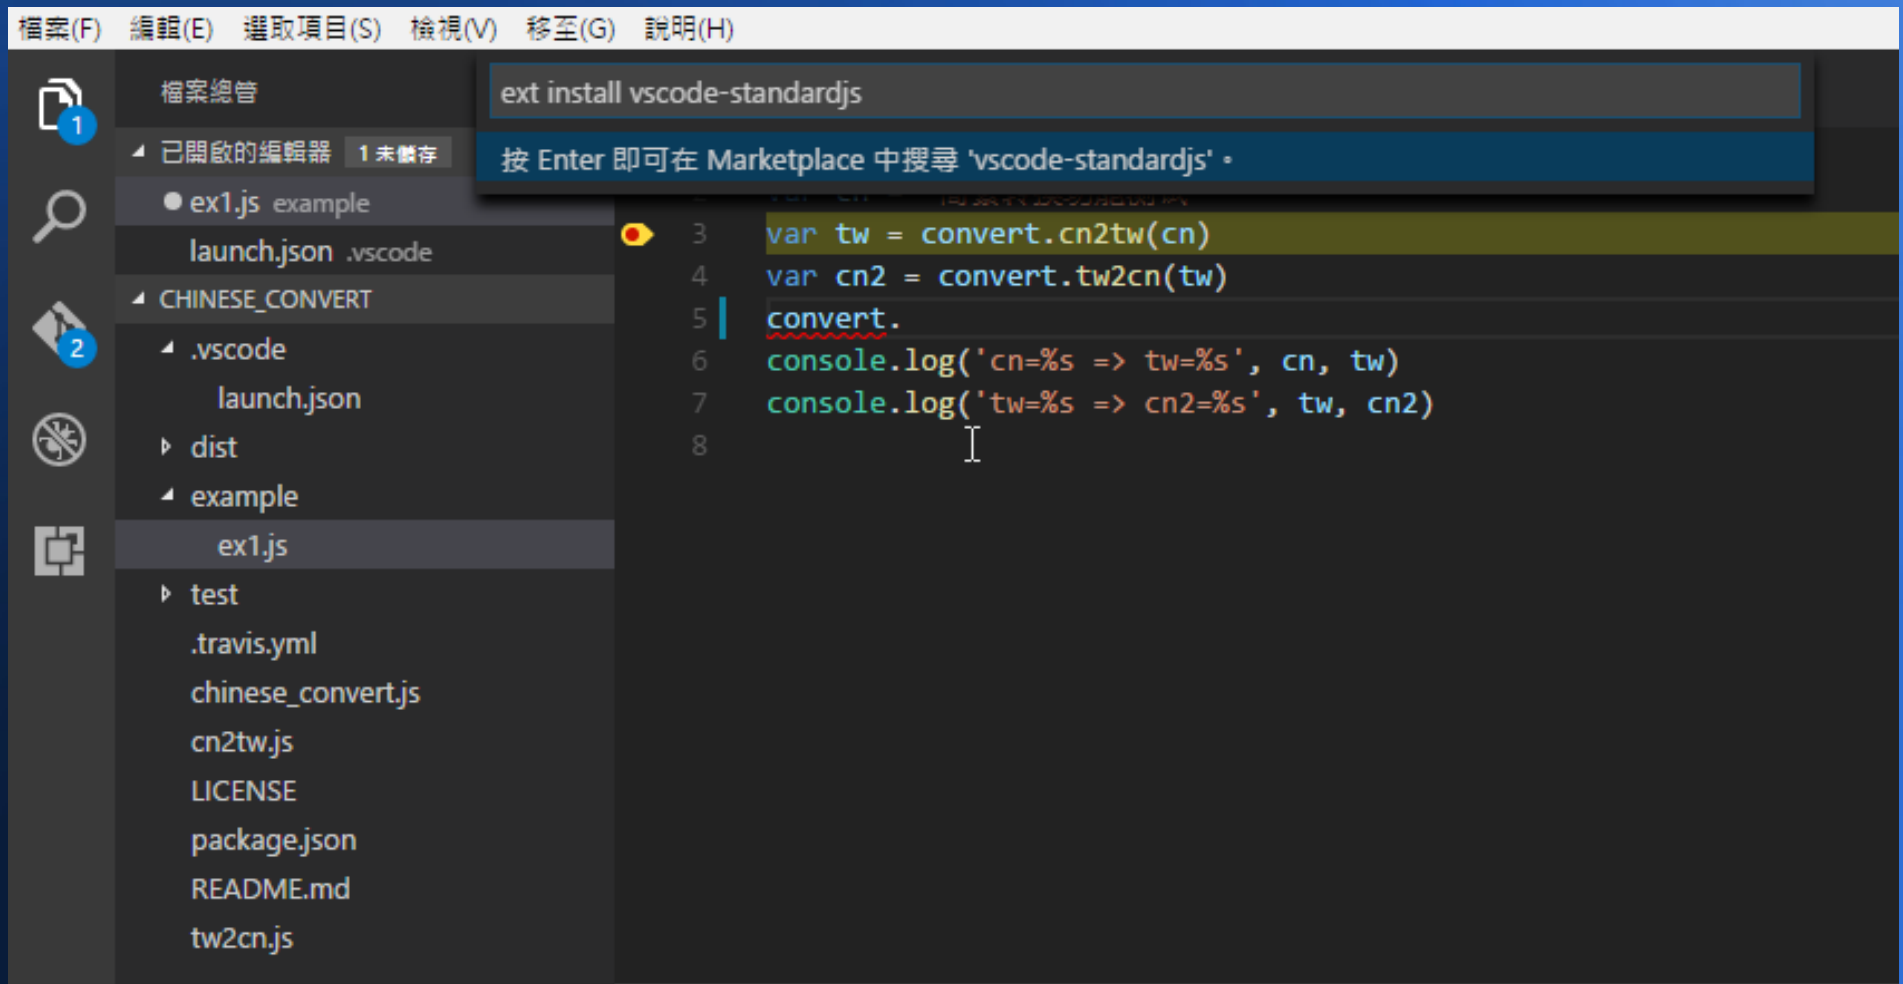 檔案(F) 編輯(E) 選取項目(S) 檢視(V) 移至(G) 說明(H)
檔案總管
1
已開啟的編輯器 1 未儲存
ex1.js example
launch.json .vscode
CHINESE_CONVERT
2
.vscode
launch.json
dist
example
ex1.js
test
.travis.yml
chinese_convert.js
cn2tw.js
LICENSE
package.json
README.md
tw2cn.js
ext install vscode-standardjs
按 Enter 即可在 Marketplace 中搜尋 'vscode-standardjs'。
3 var tw = convert.cn2tw(cn)
4 var cn2 = convert.tw2cn(tw)
5 convert.
6 console.log('cn=%s => tw=%s', cn, tw)
7 console.log('tw=%s => cn2=%s', tw, cn2)
8